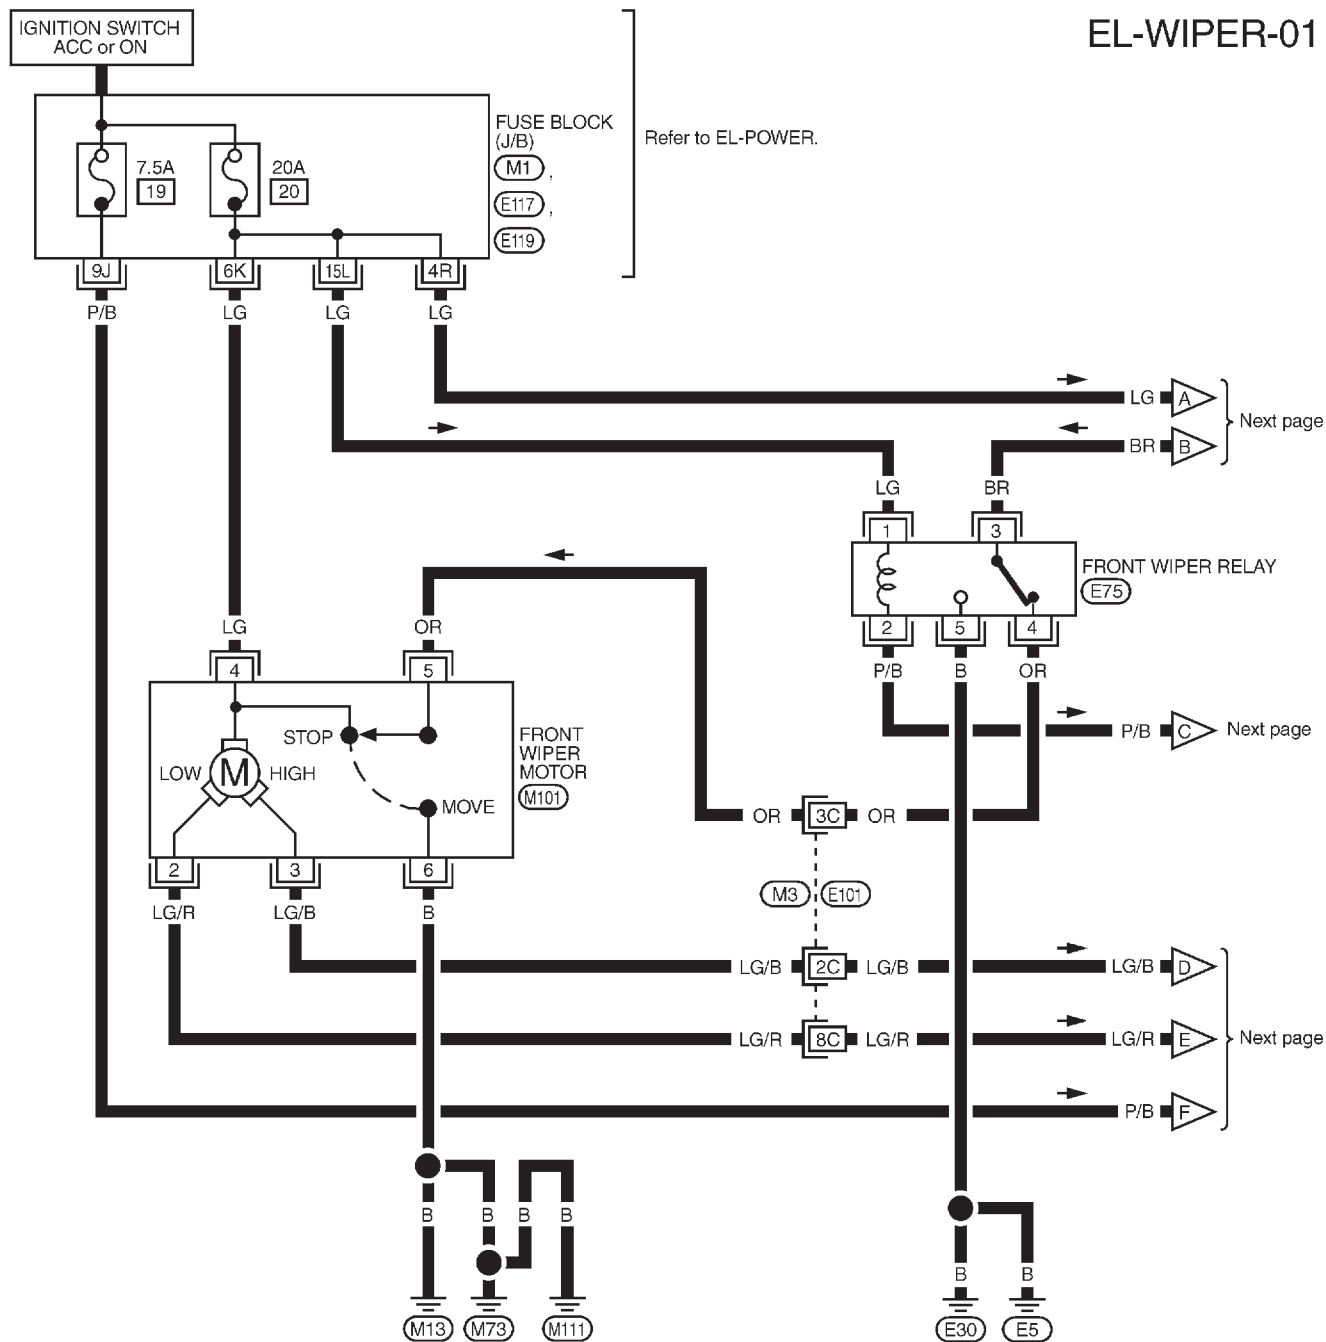 EL-WIPER-01
IGNITION SWITCH
ACC or ON
FUSE BLOCK
(J/B)
M1 ,
E117 ,
E119
Refer to EL-POWER.
7.5A
19
20A
20
9J
6K
15L
4R
P/B
LG
LG
LG
LG
A
BR
B
Next page
LG
BR
1
3
FRONT WIPER RELAY
E75
2
5
4
P/B
B
OR
P/B
C
Next page
LG
OR
4
5
STOP
LOW
M
HIGH
MOVE
FRONT
WIPER
MOTOR
M101
2
3
6
LG/R
LG/B
B
OR
3C
OR
M3
E101
LG/B
2C
LG/B
LG/B
D
LG/R
8C
LG/R
LG/R
E
Next page
P/B
F
B
B
B
B
B
B
M13
M73
M111
E30
E5